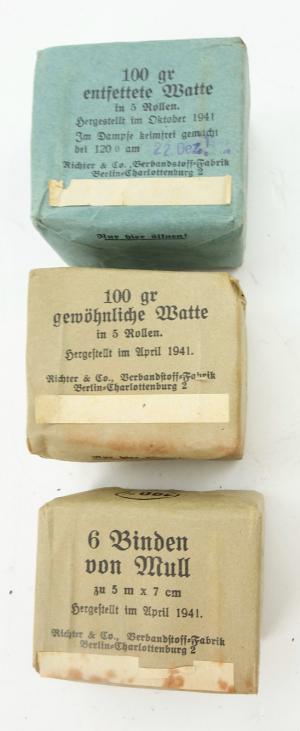 100 gr
entfettete Watte
in 5 Rollen.
Hergestellt im Oktober 1941
Im Dampfe keimfrei gemacht
bei 120° am 22. Dez.
Richter & Co., Verbandstoff-Fabrik
Berlin-Charlottenburg 2
Nur hier öffnen!
100 gr
gewöhnliche Watte
in 5 Rollen.
Hergestellt im April 1941.
Richter & Co., Verbandstoff-Fabrik
Berlin-Charlottenburg 2
6 Binden
von Mull
zu 5 m x 7 cm
Hergestellt im April 1941.
Richter & Co., Verbandstoff-Fabrik
Berlin-Charlottenburg 2